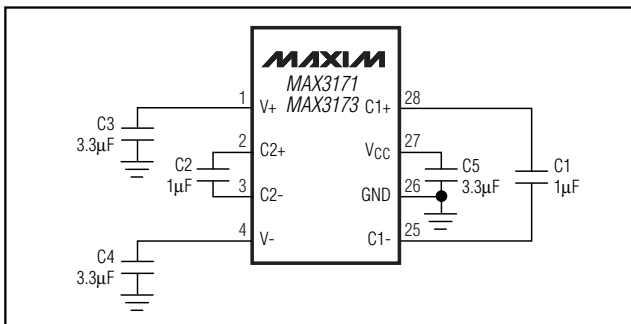 MAXIM
MAX3171
MAX3173
1
V+
C1+
28
C3
3.3µF
2
C2+
VCC
27
C2
1µF
C5
3.3µF
C1
1µF
3
C2-
GND
26
4
V-
C1-
25
C4
3.3µF